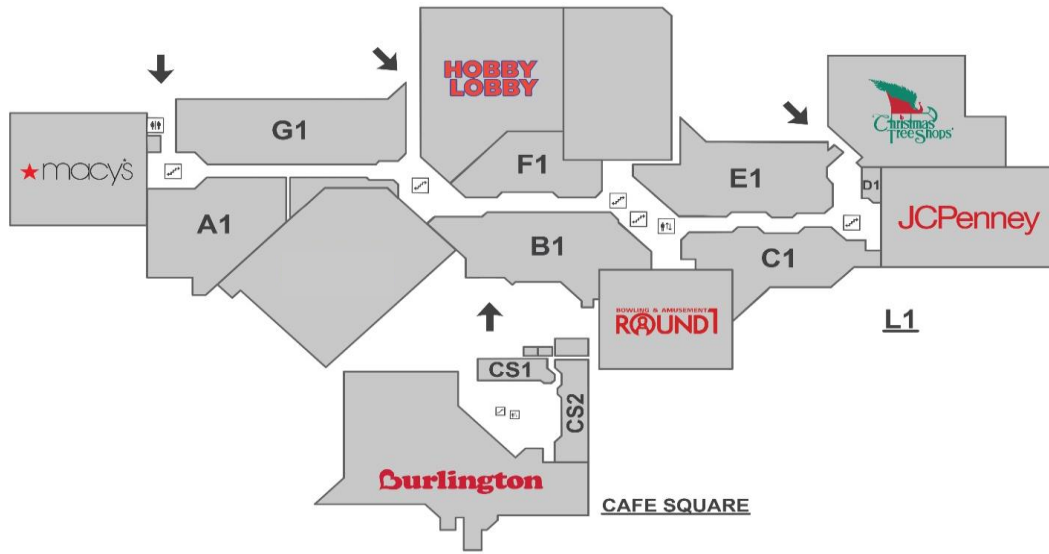 HOBBY
LOBBY
G1
Christmas
Tree Shops
macy's
F1
E1
D1
A1
JCPenney
B1
C1
BOWLING & AMUSEMENT
ROUND1
L1
CS1
CS2
Burlington
CAFE SQUARE